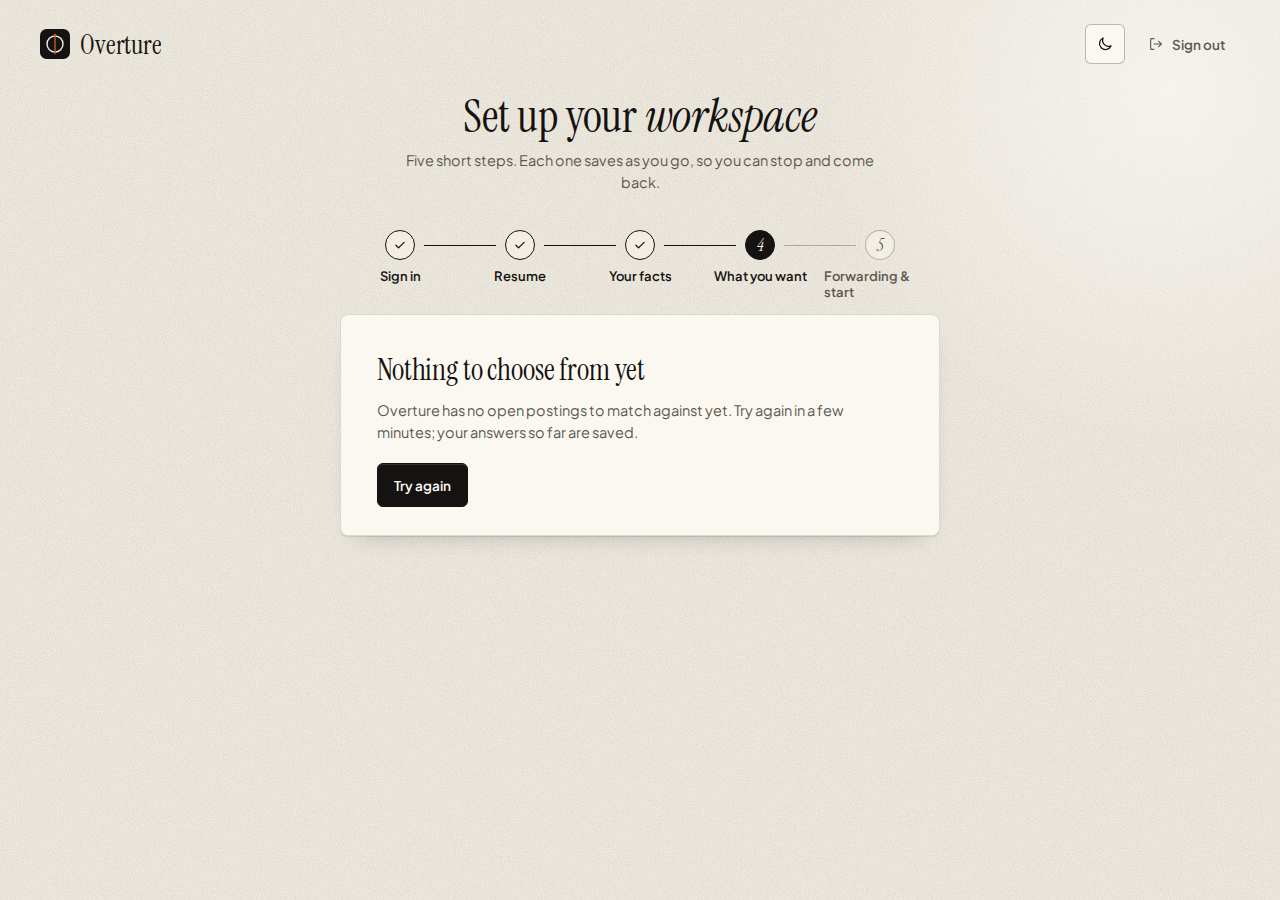 Overture
Sign out
Set up your workspace
Five short steps. Each one saves as you go, so you can stop and come
back.
4
5
Sign in
Resume
Your facts
What you want
Forwarding &
start
Nothing to choose from yet
Overture has no open postings to match against yet. Try again in a few
minutes; your answers so far are saved.
Try again